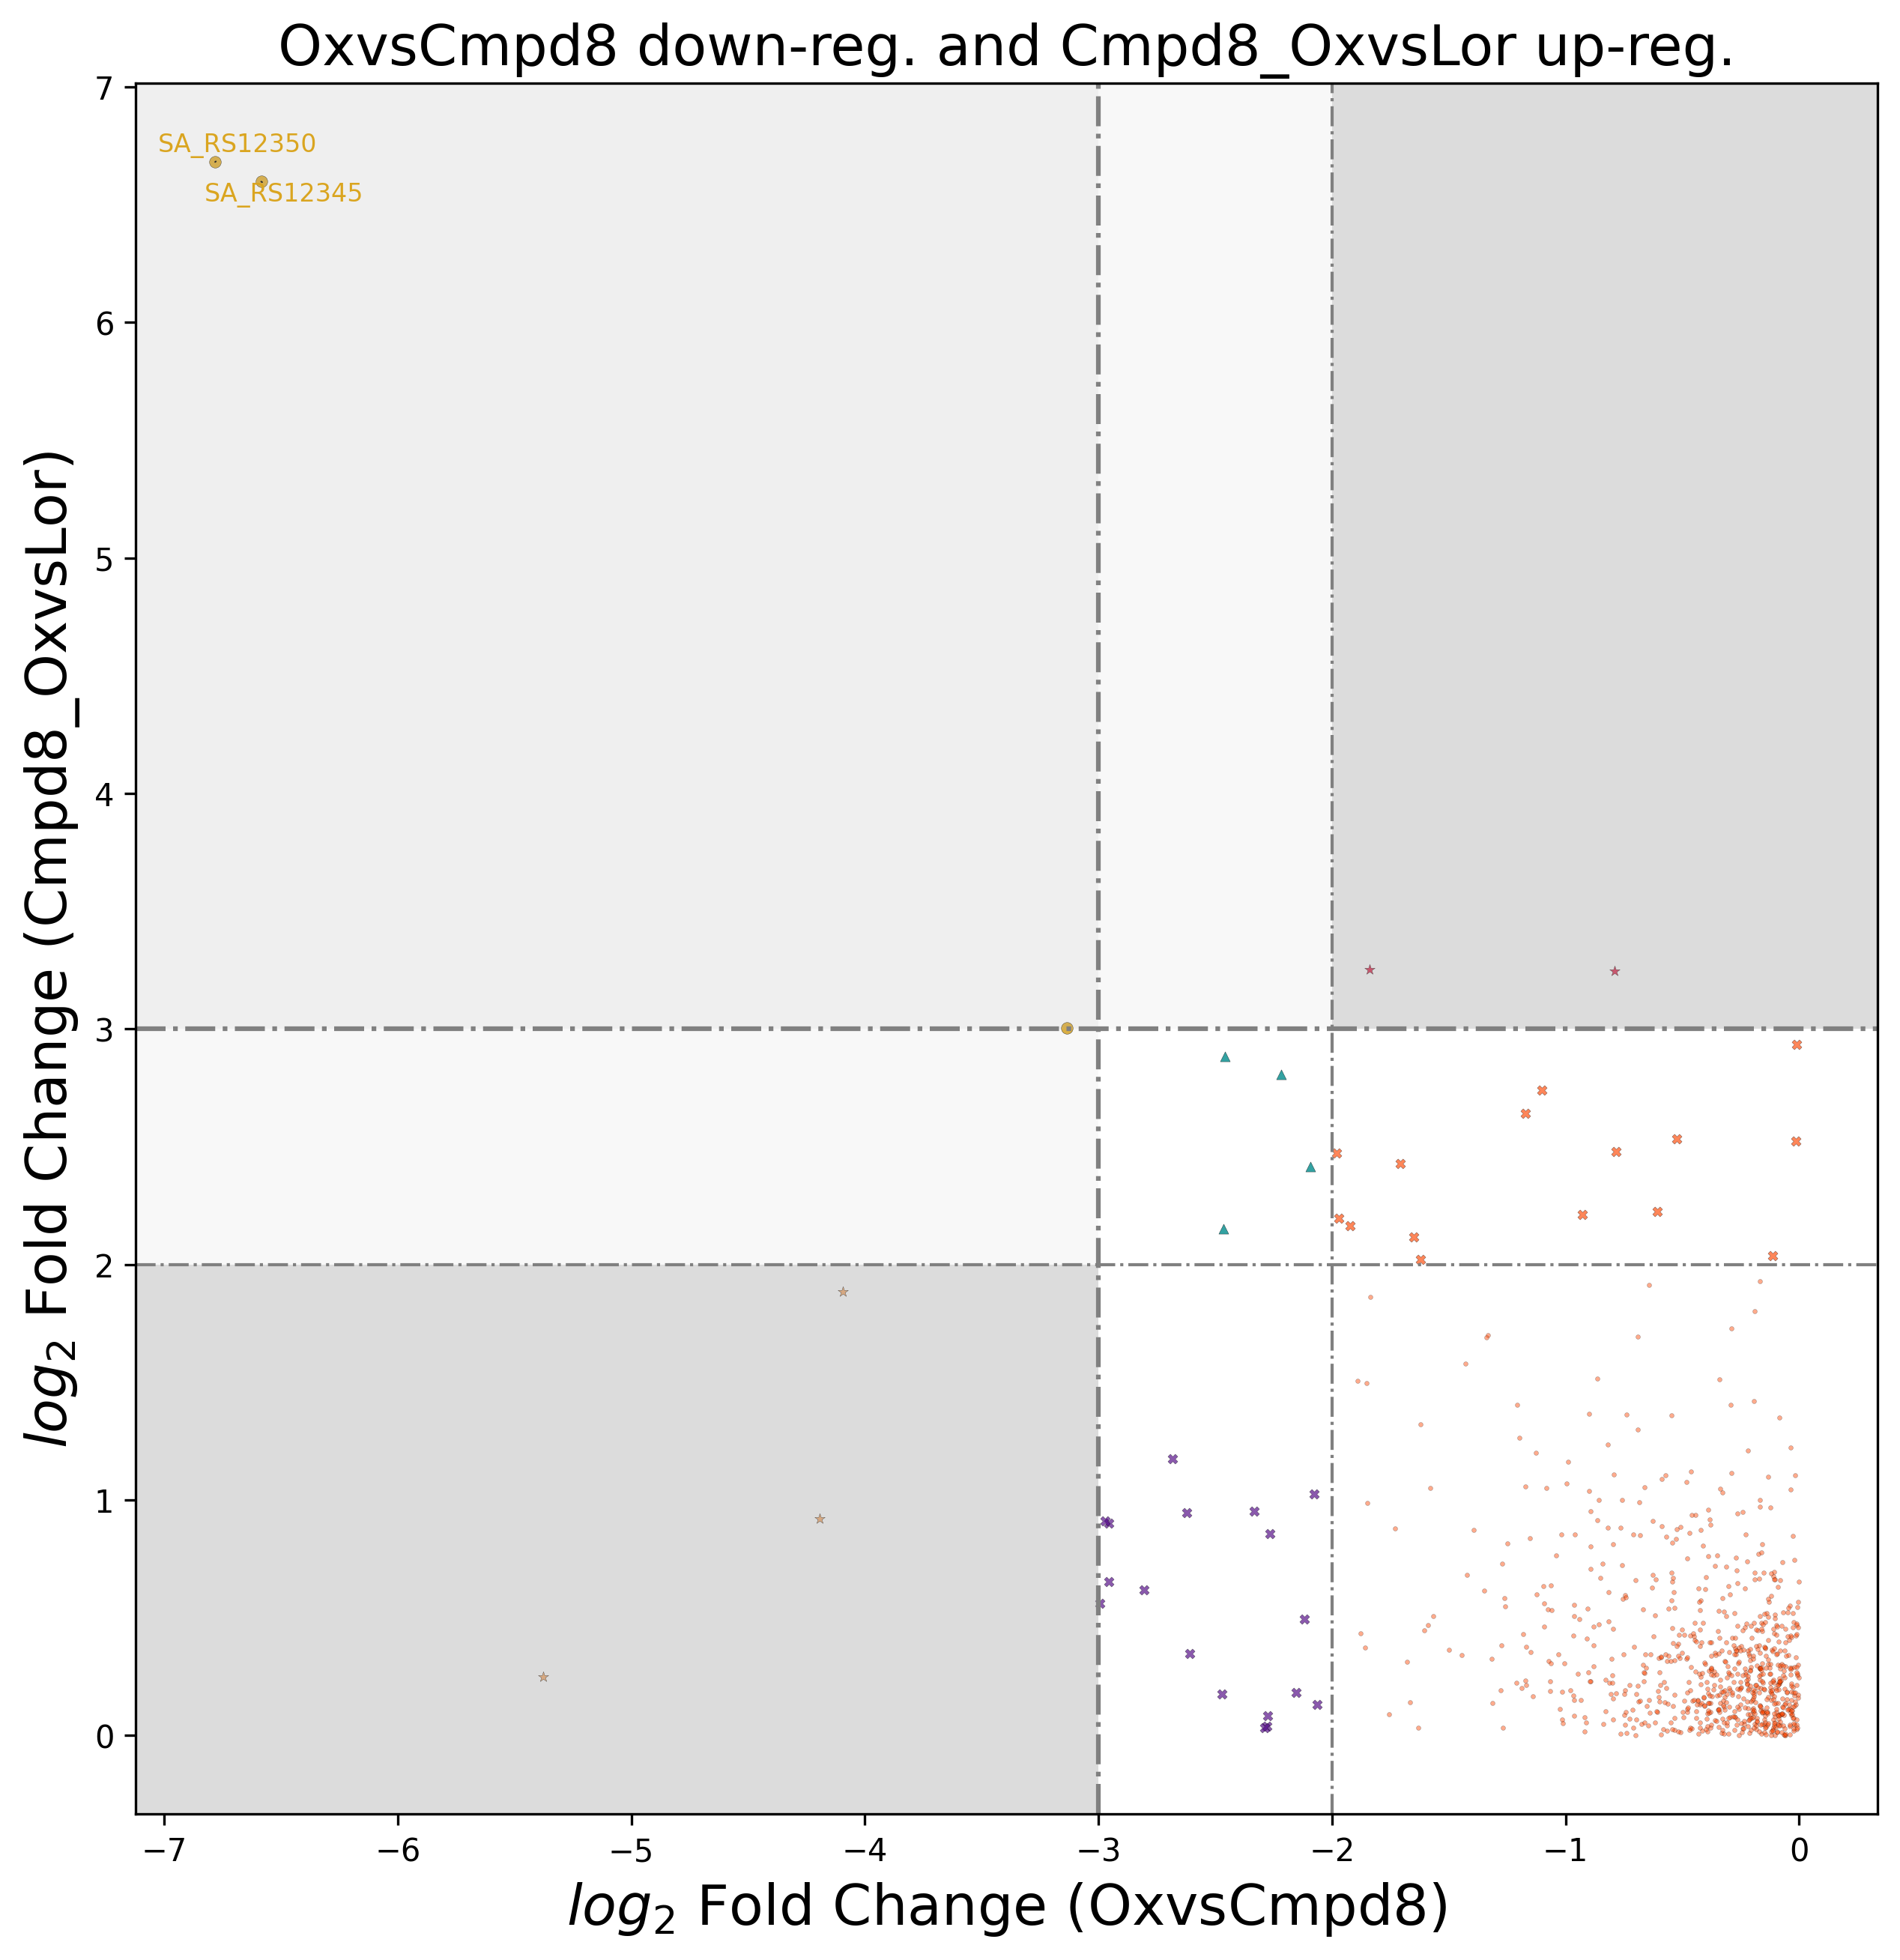 OxvsCmpd8 down-reg. and Cmpd8_OxvsLor up-reg.
7
SA_RS12350
SA_RS12345
6
5
4
3
2
1
0
log2 Fold Change (Cmpd8_OxvsLor)
−7 −6 −5 −4 −3 −2 −1 0
log2 Fold Change (OxvsCmpd8)